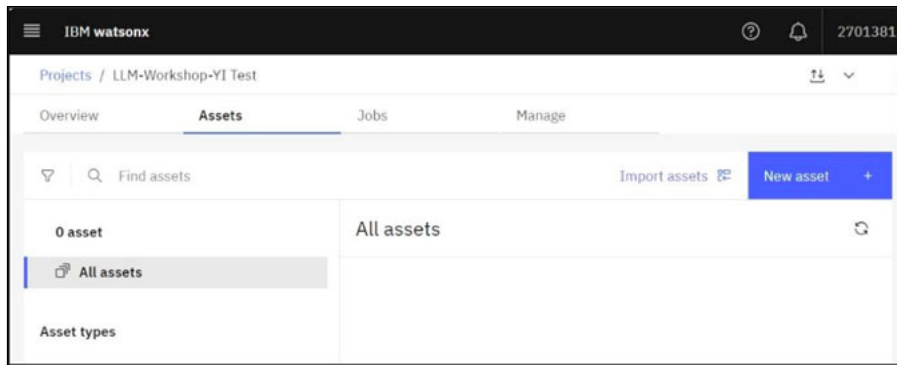 IBM watsonx 2701381
Projects / LLM-Workshop-YI Test
Overview Assets Jobs Manage
Find assets Import assets New asset +
0 asset
All assets
All assets
Asset types